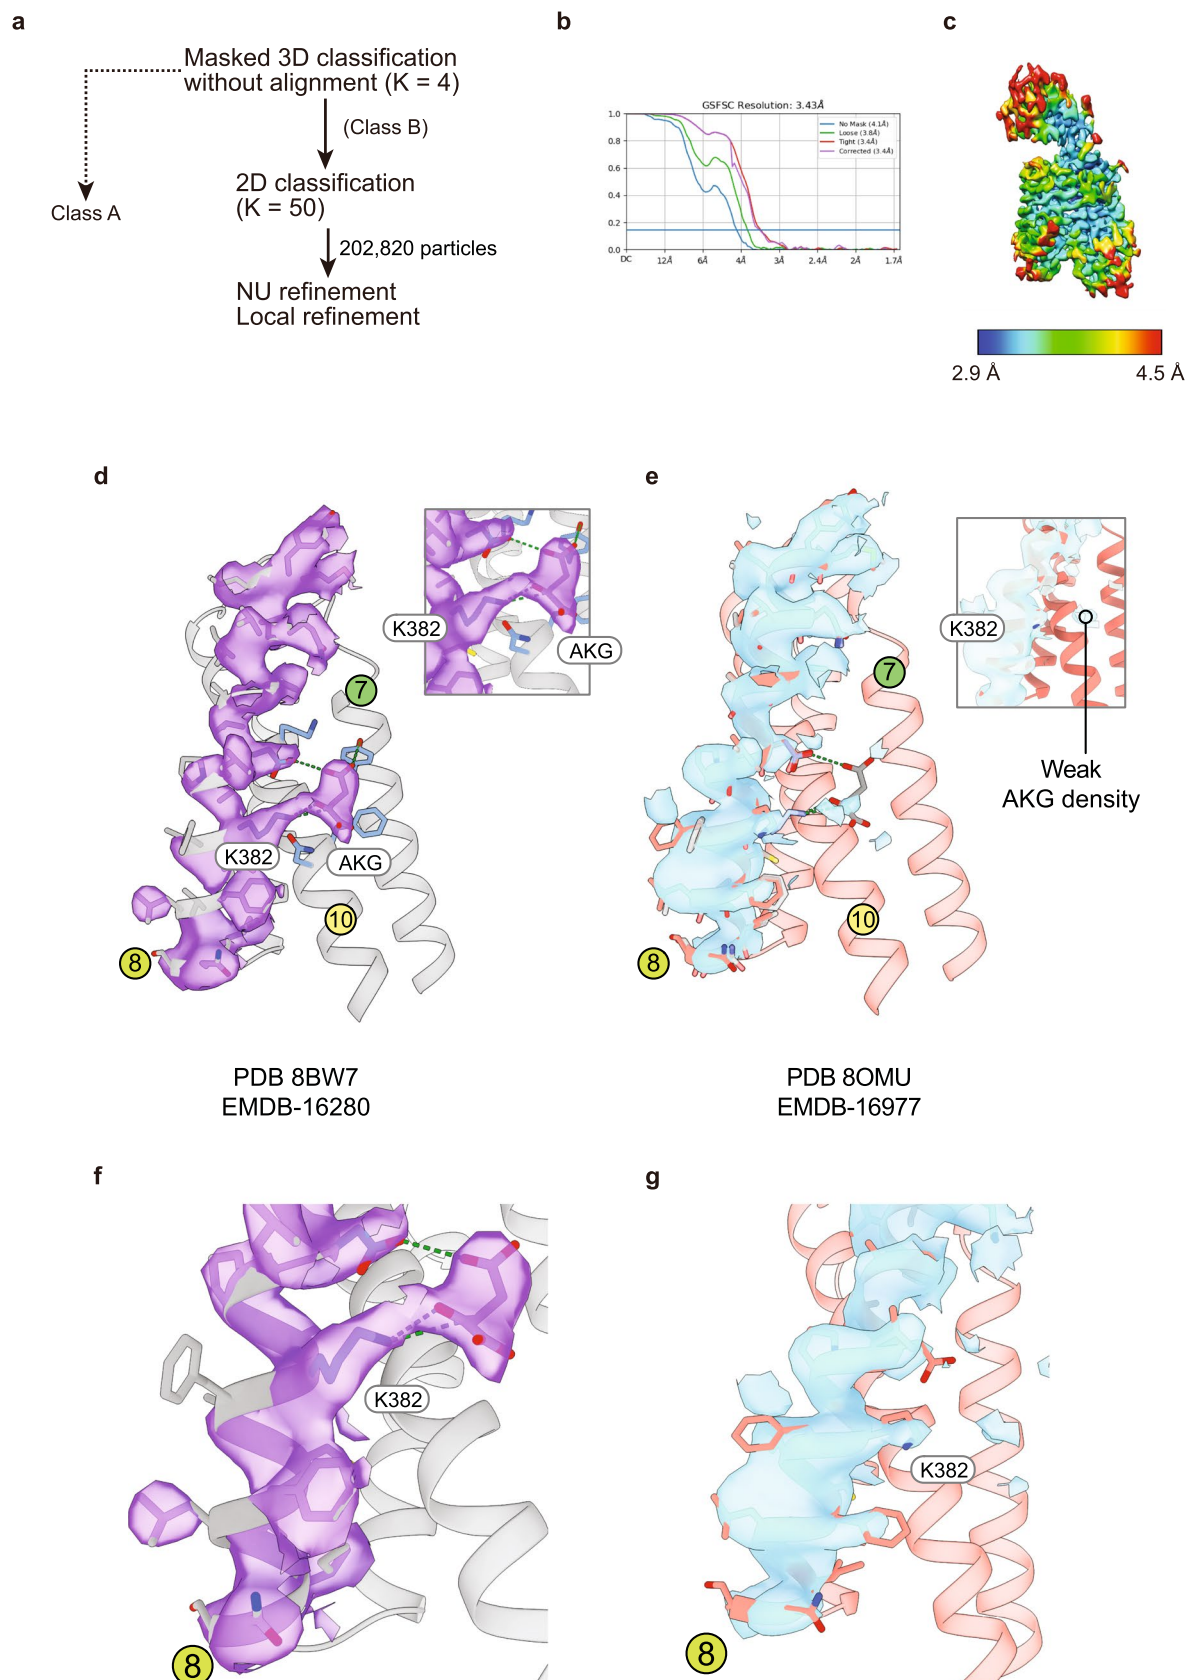 a
Masked 3D classification
without alignment (K = 4)
(Class B)
Class A
2D classification
(K = 50)
202,820 particles
NU refinement
Local refinement
b
GSFSC Resolution: 3.43Å
No Mask (4.1Å)
Loose (3.8Å)
Tight (3.4Å)
Corrected (3.4Å)
1.0
0.8
0.6
0.4
0.2
0.0
DC 12Å 6Å 4Å 3Å 2.4Å 2Å 1.7Å
c
2.9 Å 4.5 Å
d
K382
AKG
7
K382
AKG
10
8
PDB 8BW7
EMDB-16280
e
K382
7
Weak
AKG density
10
8
PDB 8OMU
EMDB-16977
f
K382
8
g
K382
8